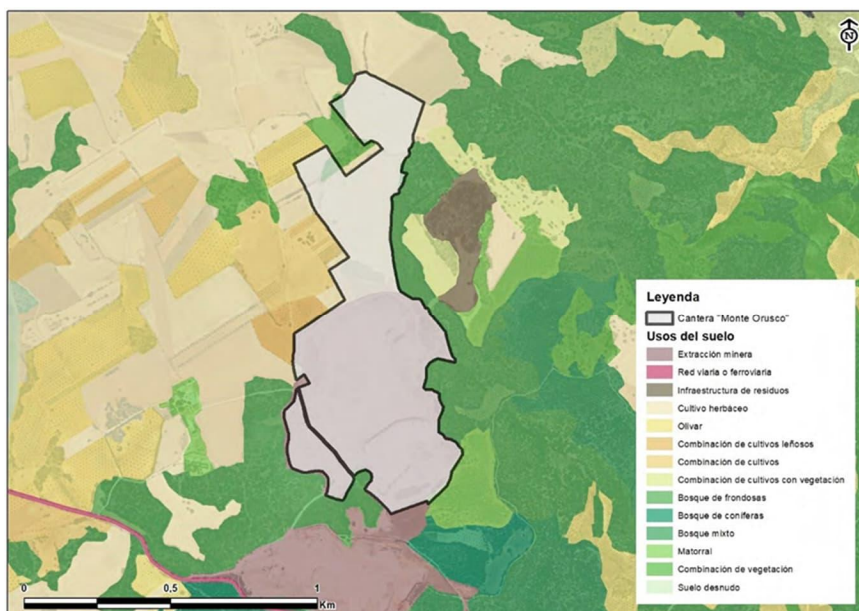 N
Leyenda
Cantera "Monte Orusco"
Usos del suelo
Extracción minera
Red viaria o ferroviaria
Infraestructura de residuos
Cultivo herbáceo
Olivar
Combinación de cultivos leñosos
Combinación de cultivos
Combinación de cultivos con vegetación
Bosque de frondosas
Bosque de coníferas
Bosque mixto
Matorral
Combinación de vegetación
Suelo desnudo
0 0,5 1
Km